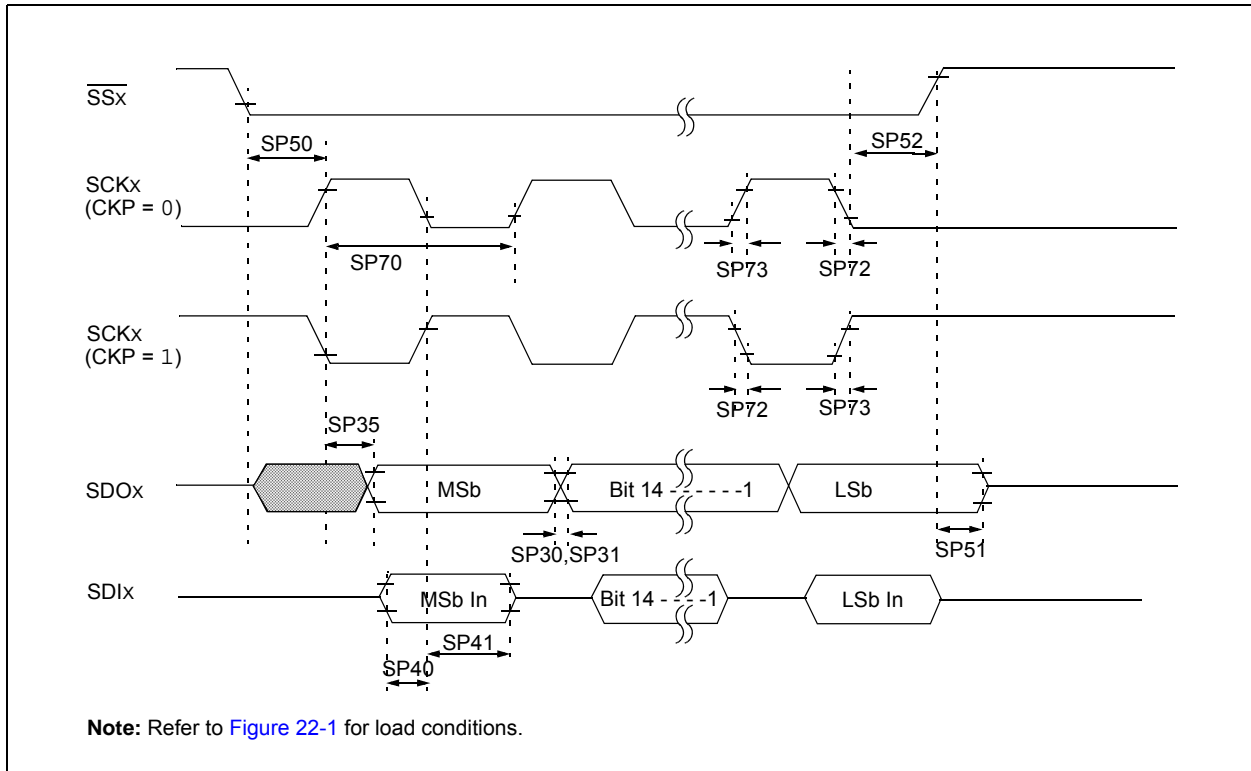 SSx
SP50
SP52
SCKx
(CKP = 0)
SP70
SP73
SP72
SCKx
(CKP = 1)
SP72
SP73
SP35
SDOx
MSb
Bit 14 - - - - - -1
LSb
SP30,SP31
SP51
SDIx
MSb In
Bit 14 - - - - -1
LSb In
SP41
SP40
Note: Refer to Figure 22-1 for load conditions.